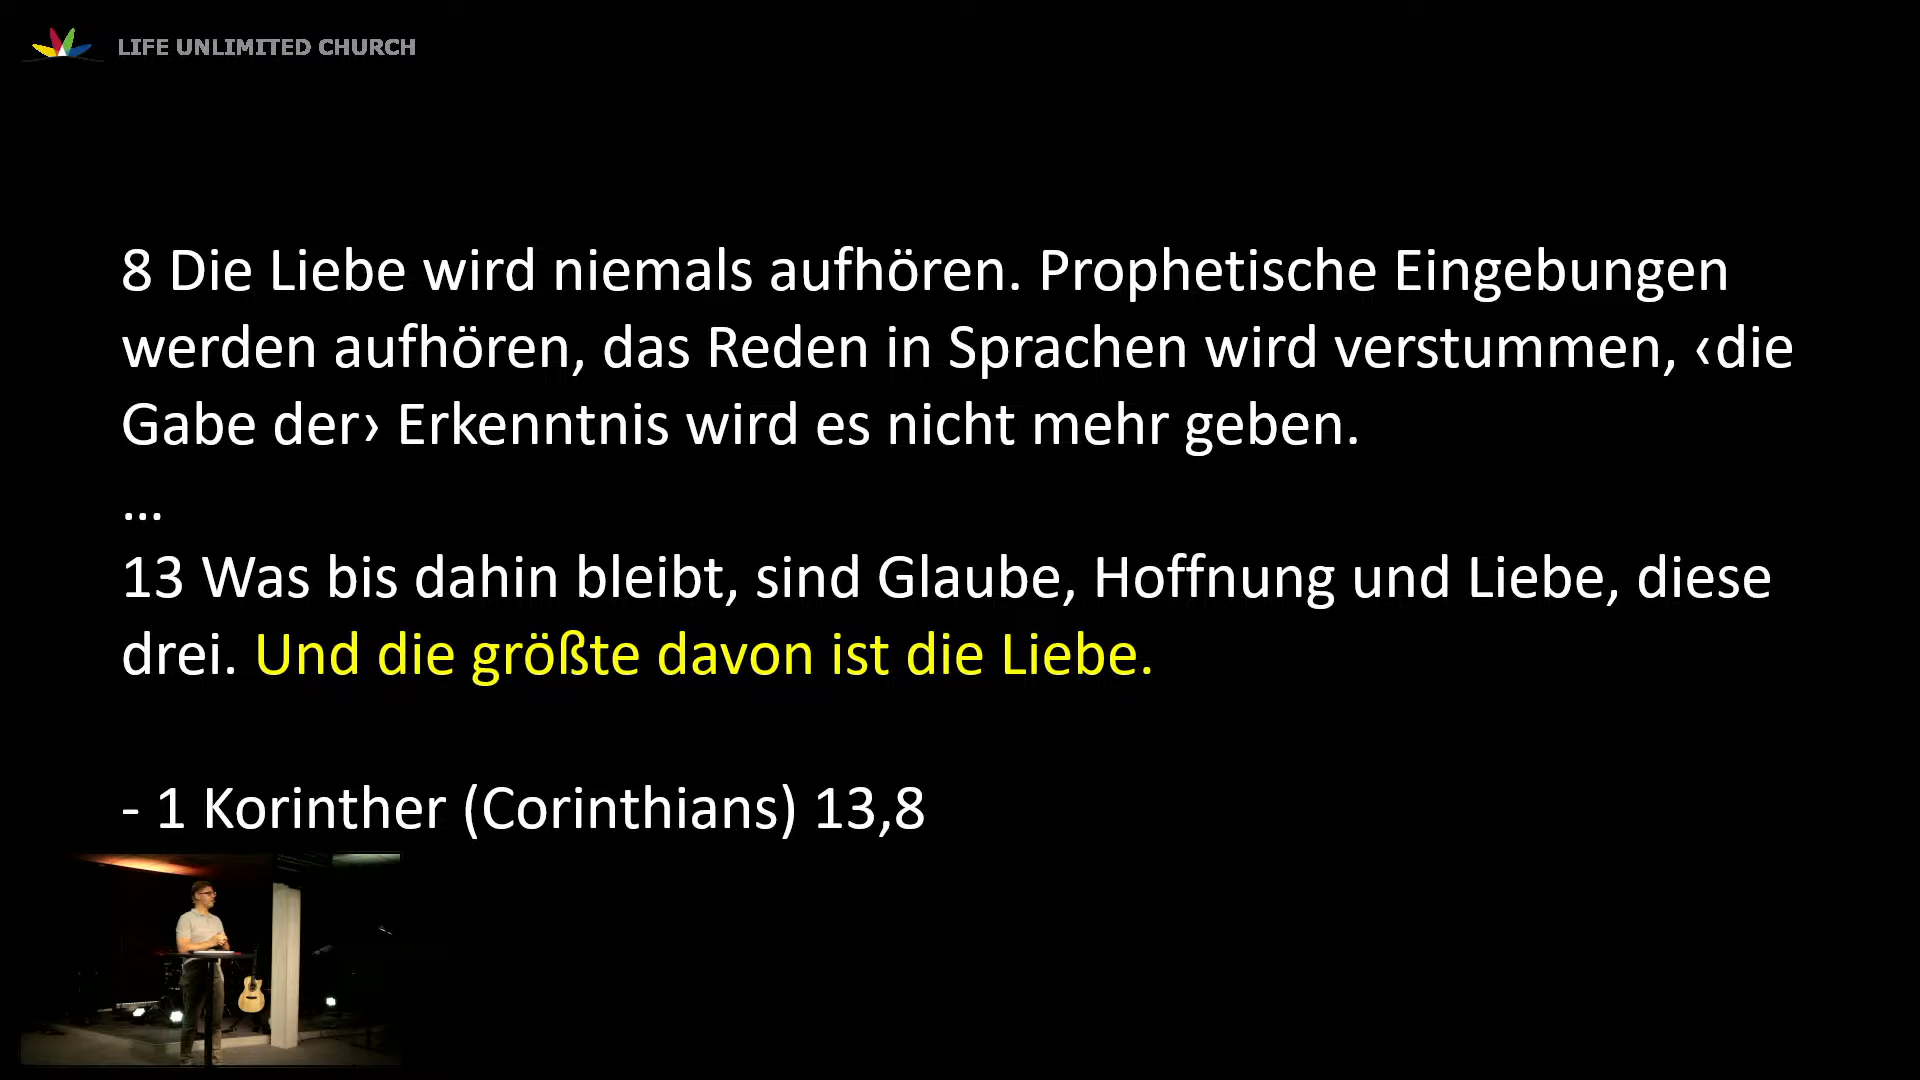 LIFE UNLIMITED CHURCH
8 Die Liebe wird niemals aufhören. Prophetische Eingebungen
werden aufhören, das Reden in Sprachen wird verstummen, ‹die
Gabe der› Erkenntnis wird es nicht mehr geben.
…
13 Was bis dahin bleibt, sind Glaube, Hoffnung und Liebe, diese
drei. Und die größte davon ist die Liebe.
- 1 Korinther (Corinthians) 13,8